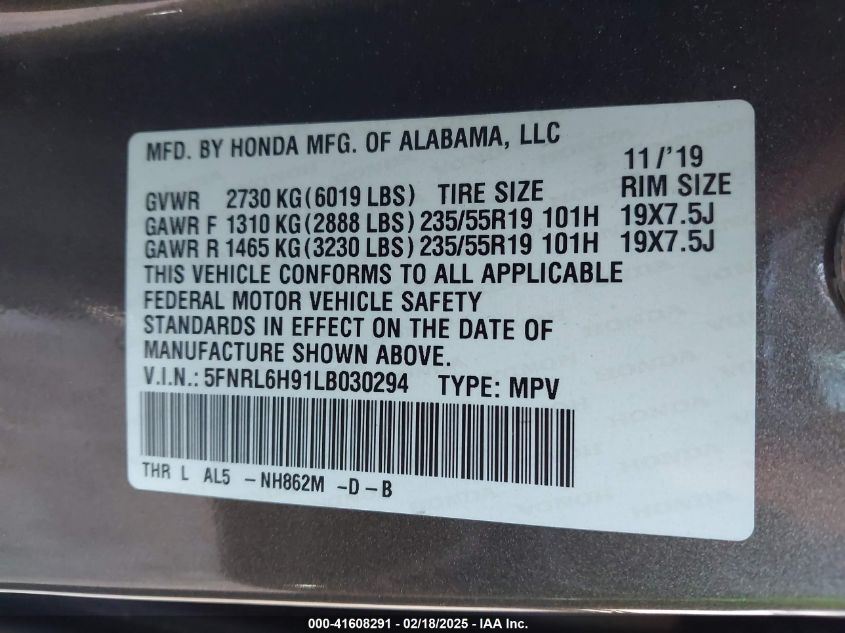 MFD. BY HONDA MFG. OF ALABAMA, LLC
11/'19
GVWR 2730 KG(6019 LBS) TIRE SIZE RIM SIZE
GAWR F 1310 KG(2888 LBS) 235/55R19 101H 19X7.5J
GAWR R 1465 KG(3230 LBS) 235/55R19 101H 19X7.5J
THIS VEHICLE CONFORMS TO ALL APPLICABLE
FEDERAL MOTOR VEHICLE SAFETY
STANDARDS IN EFFECT ON THE DATE OF
MANUFACTURE SHOWN ABOVE.
V.I.N.: 5FNRL6H91LB030294 TYPE: MPV
THR L AL5 -NH862M -D-B
000-41608291 - 02/18/2025 - IAA Inc.